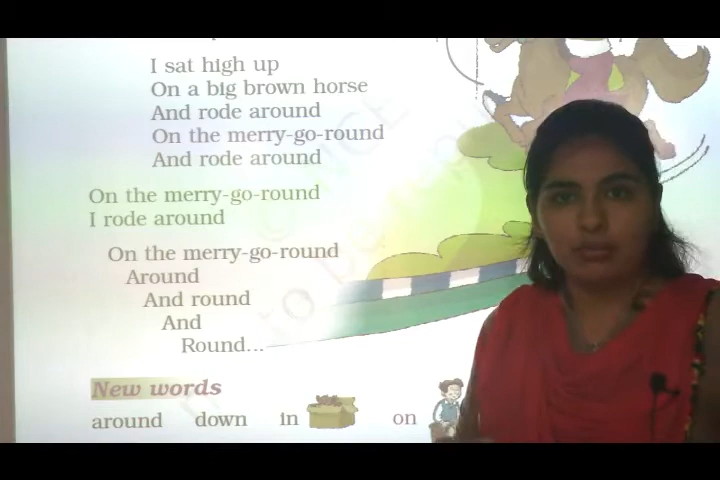 I sat high up
On a big brown horse
And rode around
On the merry-go-round
And rode around
On the merry-go-round
I rode around
On the merry-go-round
Around
And round
And
Round...
New words
around down in on